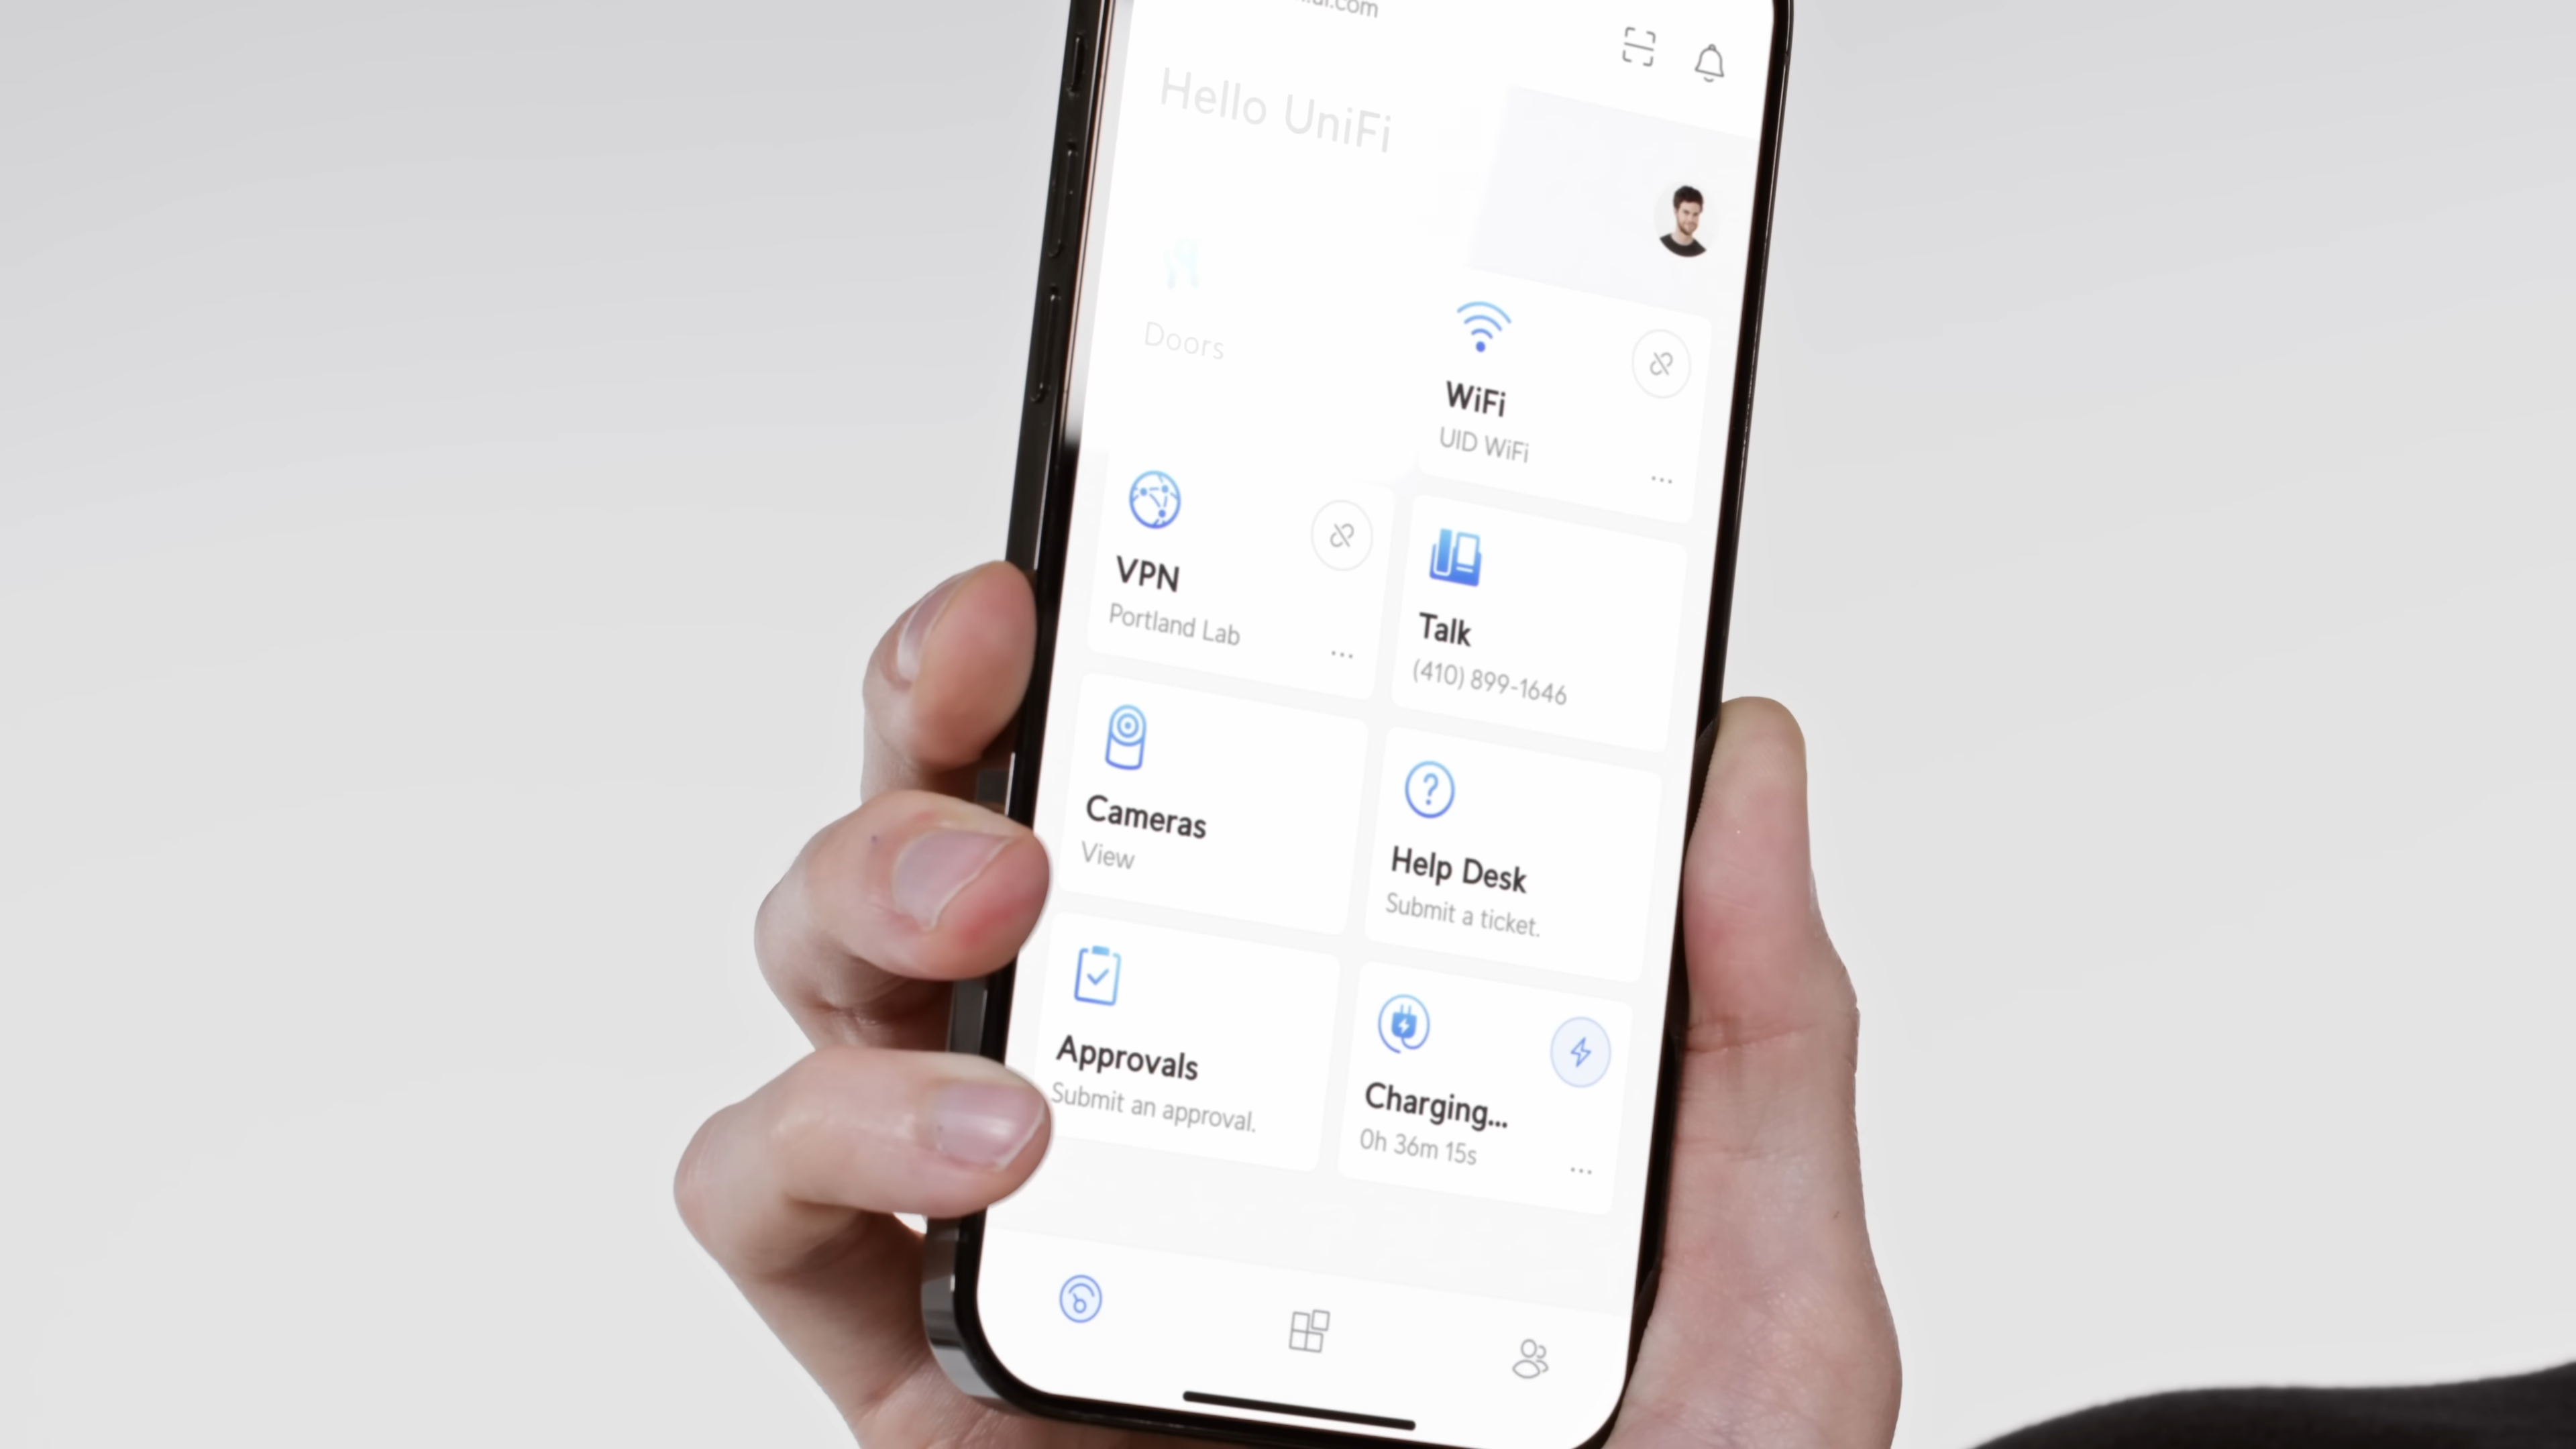 Hello UniFi
Doors
WiFi
UID WiFi
VPN
Portland Lab
Talk
(410) 899-1646
Cameras
View
Help Desk
Submit a ticket.
Approvals
Submit an approval.
Charging...
0h 36m 15s